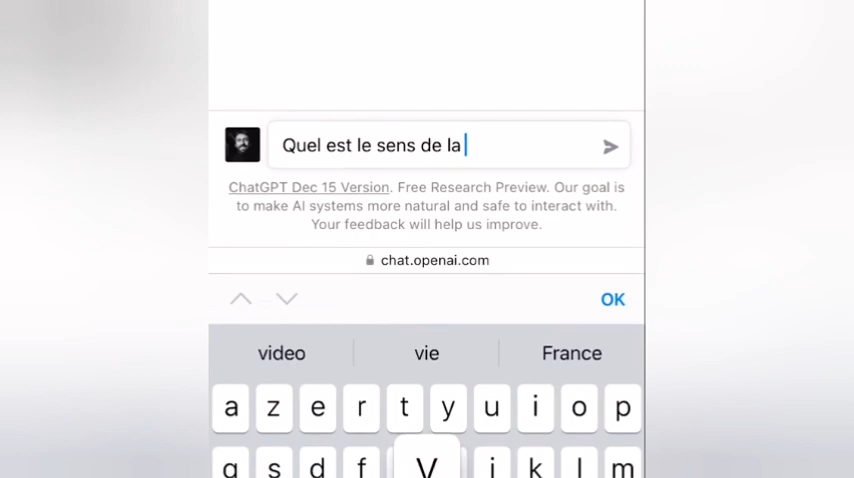 Quel est le sens de la
ChatGPT Dec 15 Version. Free Research Preview. Our goal is
to make AI systems more natural and safe to interact with.
Your feedback will help us improve.
chat.openai.com
OK
video vie France
a z e r t y u i o p
q s d f V j k l m